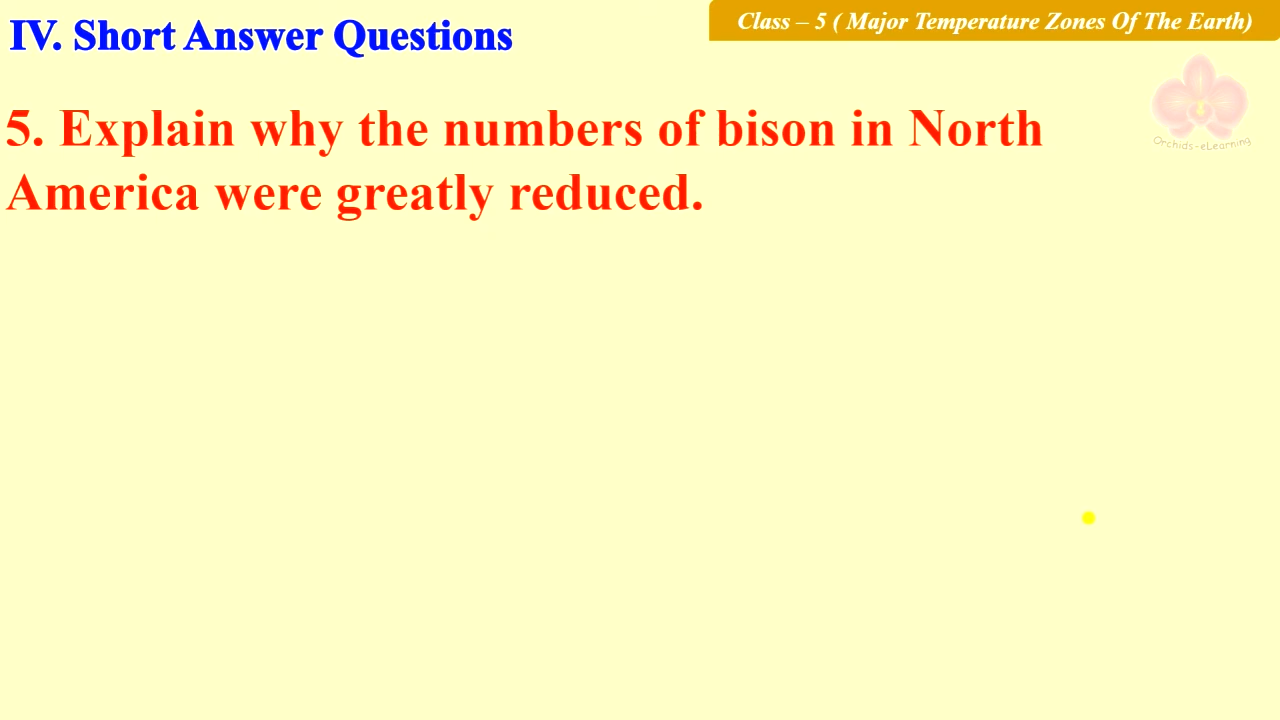 IV. Short Answer Questions
Class – 5 ( Major Temperature Zones Of The Earth)
Orchids-eLearning
5. Explain why the numbers of bison in North
America were greatly reduced.